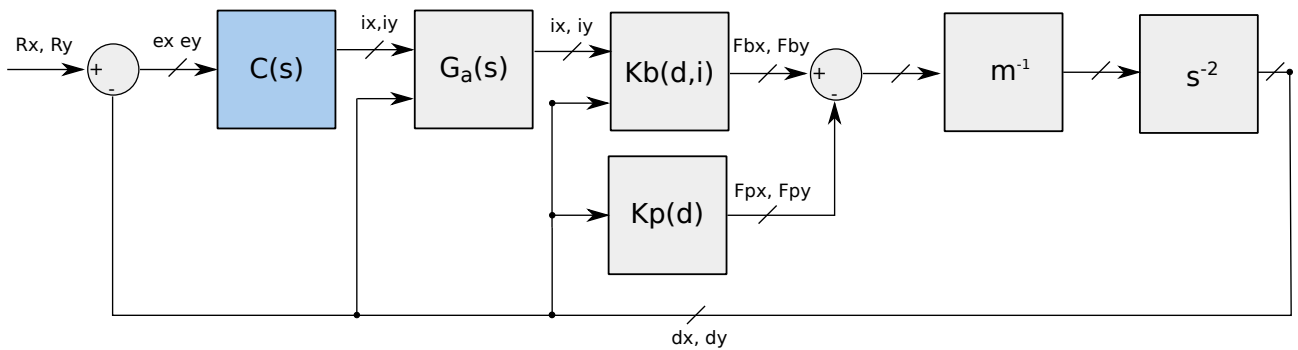 Rx, Ry
+
-
ex ey
C(s)
ix,iy
Gₐ(s)
ix, iy
Kb(d,i)
Fbx, Fby
+
-
m⁻¹
s⁻²
Kp(d)
Fpx, Fpy
dx, dy